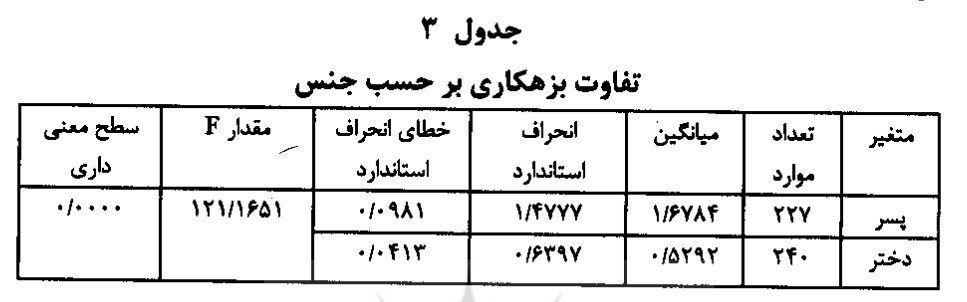 جدول ۳
تفاوت بزهکاری بر حسب جنس
متغیر تعداد موارد میانگین انحراف استاندارد خطای انحراف استاندارد مقدار F سطح معنی داری
پسر ۲۲۷ ۱/۶۷۸۴ ۱/۴۷۷۷ ۰/۰۹۸۱ ۱۲۱/۱۶۵۱ ۰/۰۰۰۰
دختر ۲۴۰ ۰/۵۲۹۲ ۰/۶۳۹۷ ۰/۰۴۱۳